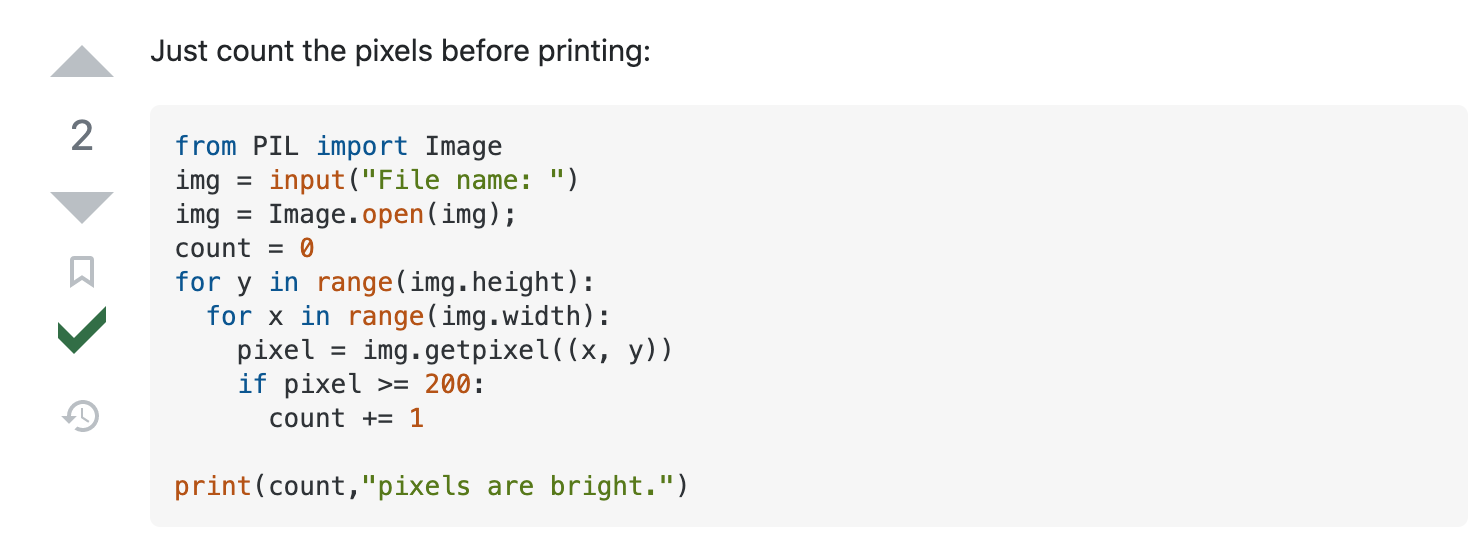 Just count the pixels before printing:
2
from PIL import Image
img = input("File name: ")
img = Image.open(img);
count = 0
for y in range(img.height):
  for x in range(img.width):
    pixel = img.getpixel((x, y))
    if pixel >= 200:
      count += 1

print(count,"pixels are bright.")